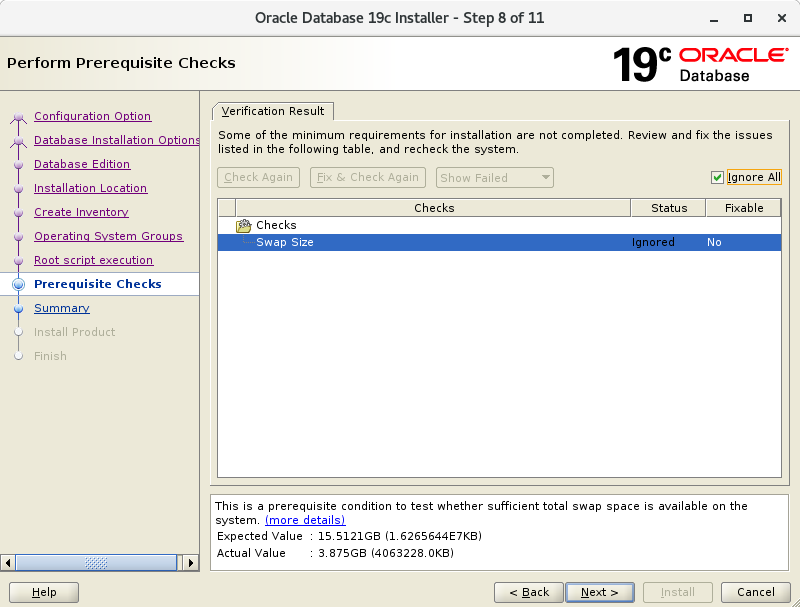 Oracle Database 19c Installer - Step 8 of 11
Perform Prerequisite Checks
19c ORACLE
Database
Configuration Option
Database Installation Options
Database Edition
Installation Location
Create Inventory
Operating System Groups
Root script execution
Prerequisite Checks
Summary
Install Product
Finish
Verification Result
Some of the minimum requirements for installation are not completed. Review and fix the issues
listed in the following table, and recheck the system.
Check Again Fix & Check Again Show Failed Ignore All
Checks Status Fixable
Checks
Swap Size Ignored No
This is a prerequisite condition to test whether sufficient total swap space is available on the
system. (more details)
Expected Value : 15.5121GB (1.6265644E7KB)
Actual Value : 3.875GB (4063228.0KB)
Help < Back Next > Install Cancel